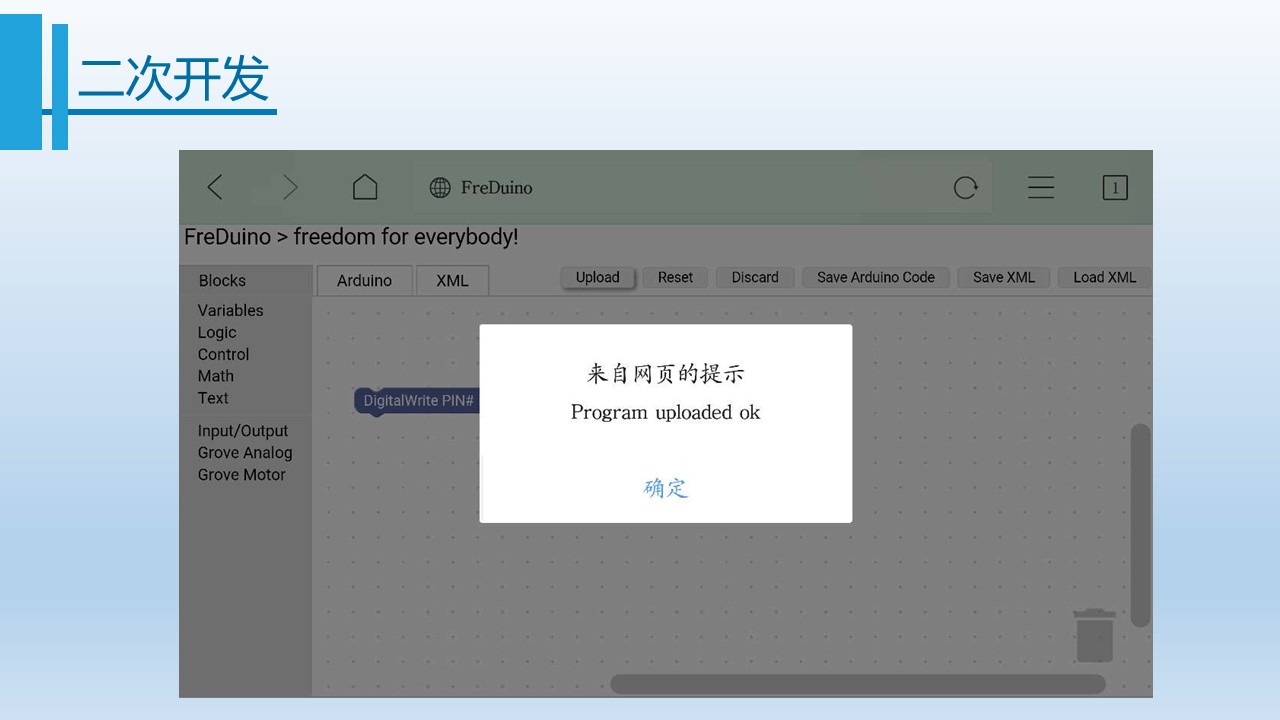 二次开发
FreDuino
1
FreDuino > freedom for everybody!
Blocks
Arduino
XML
Upload
Reset
Discard
Save Arduino Code
Save XML
Load XML
Variables
Logic
Control
Math
Text
Input/Output
Grove Analog
Grove Motor
DigitalWrite PIN#
来自网页的提示
Program uploaded ok
确定